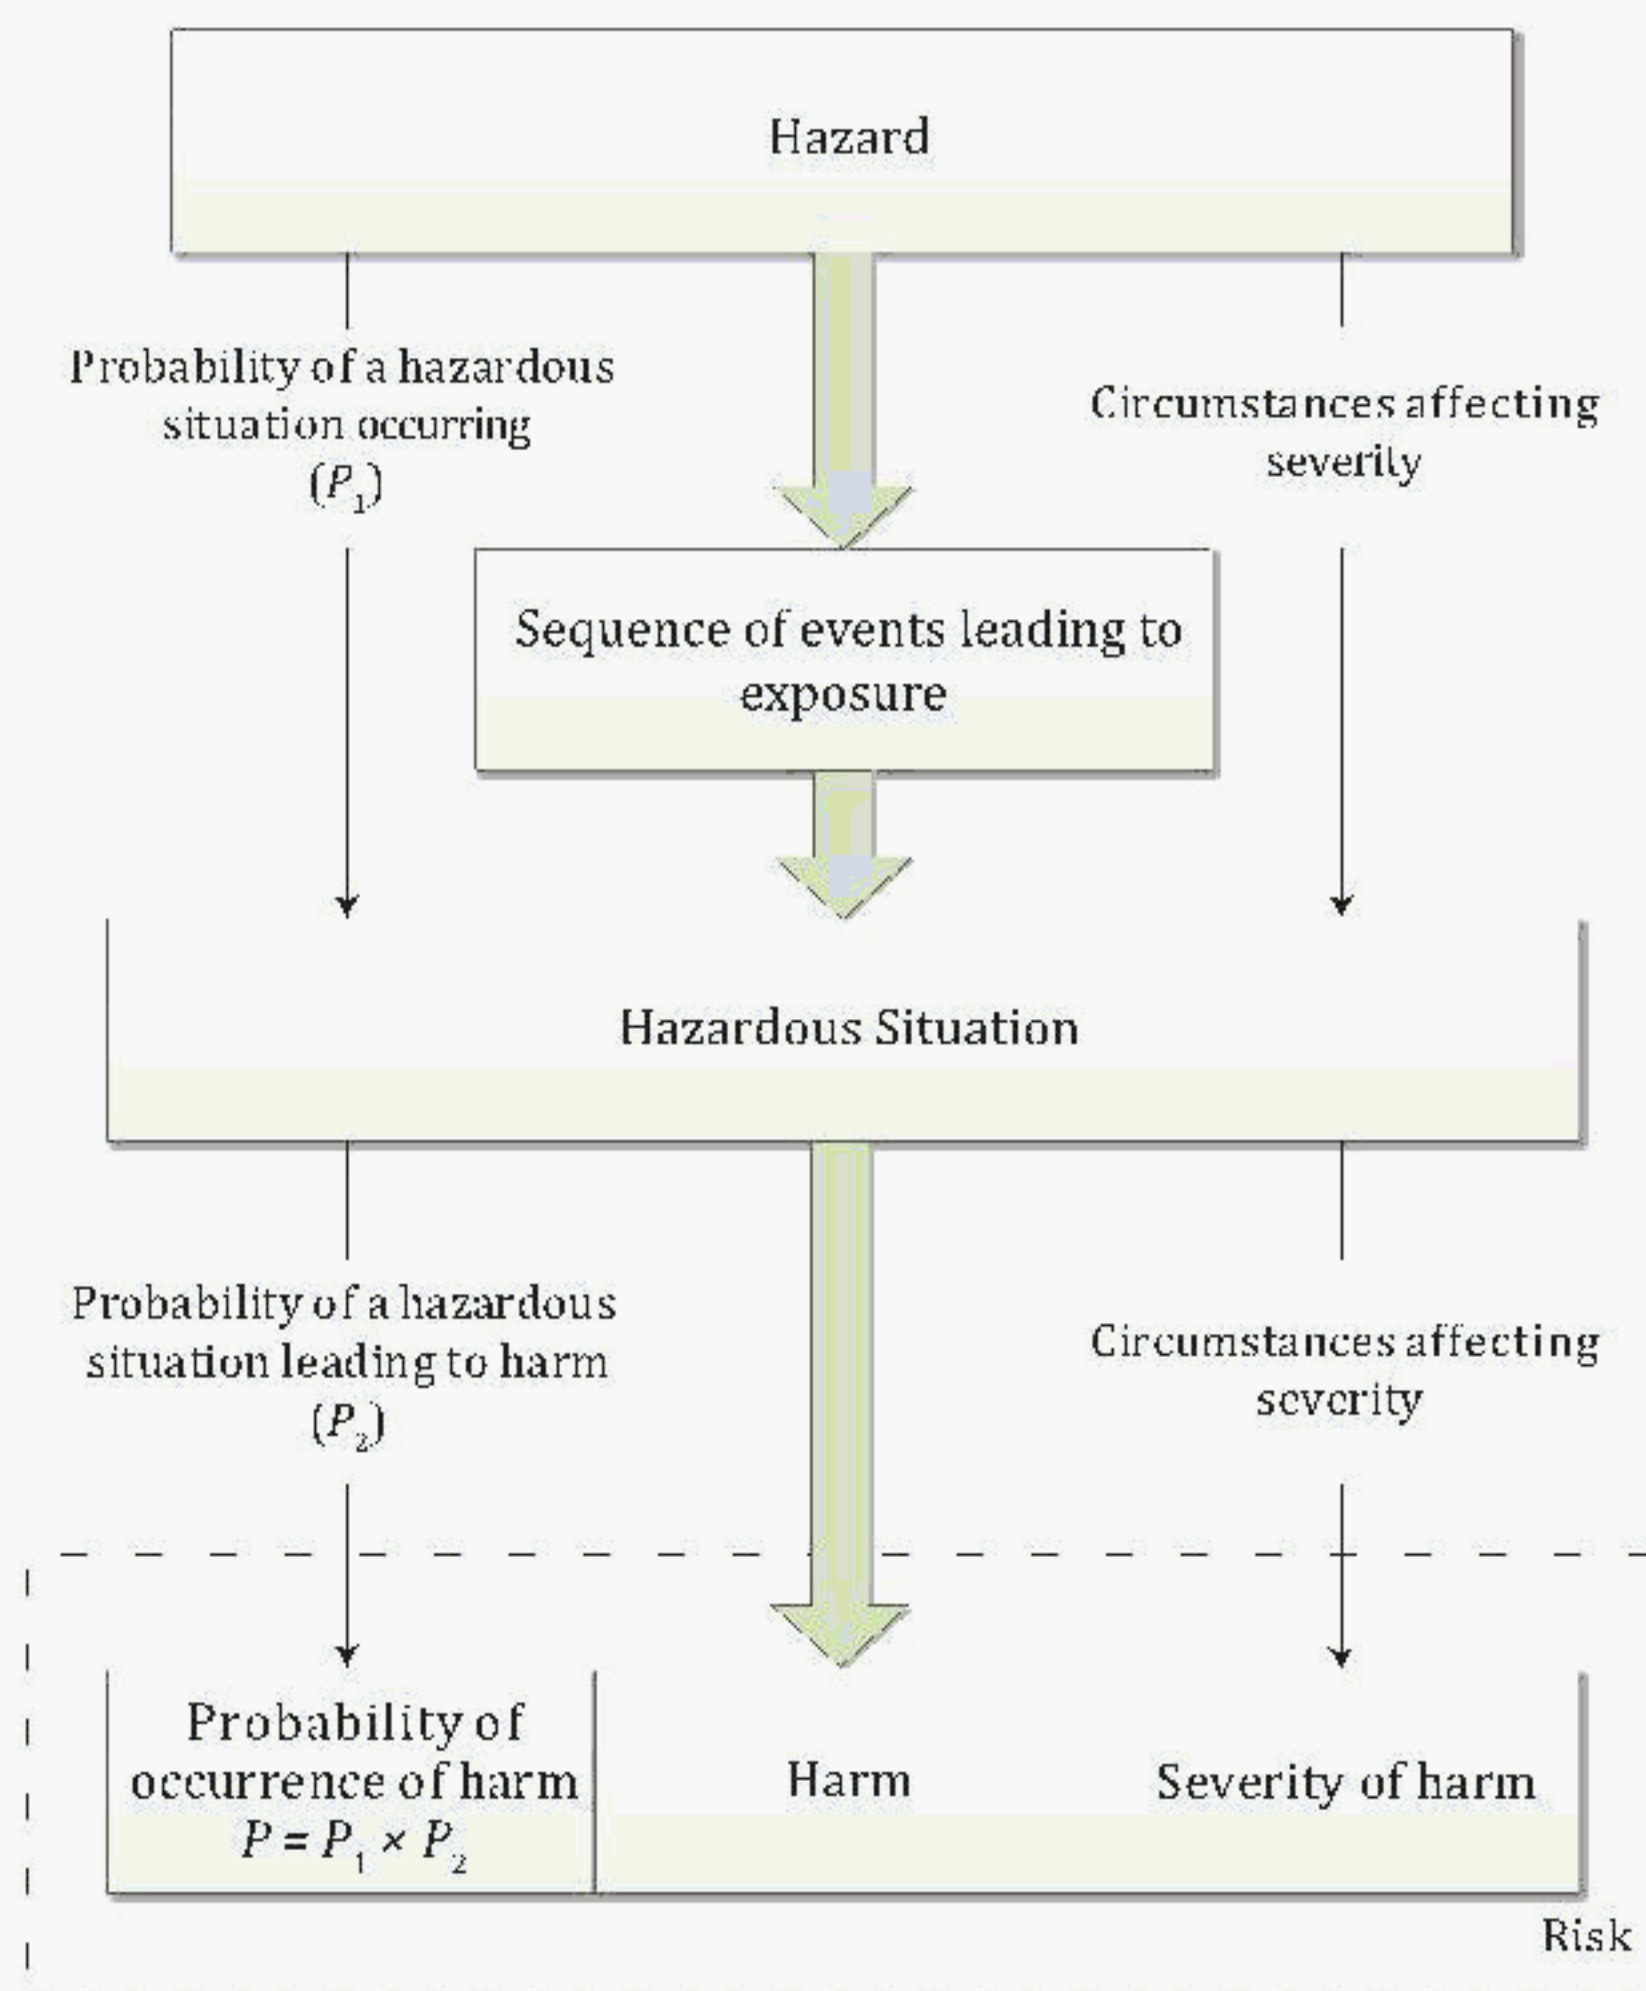 Hazard
Probability of a hazardous
situation occurring
(P₁)
Circumstances affecting
severity
Sequence of events leading to
exposure
Hazardous Situation
Probability of a hazardous
situation leading to harm
(P₂)
Circumstances affecting
severity
Probability of
occurrence of harm
P = P₁ × P₂
Harm
Severity of harm
Risk